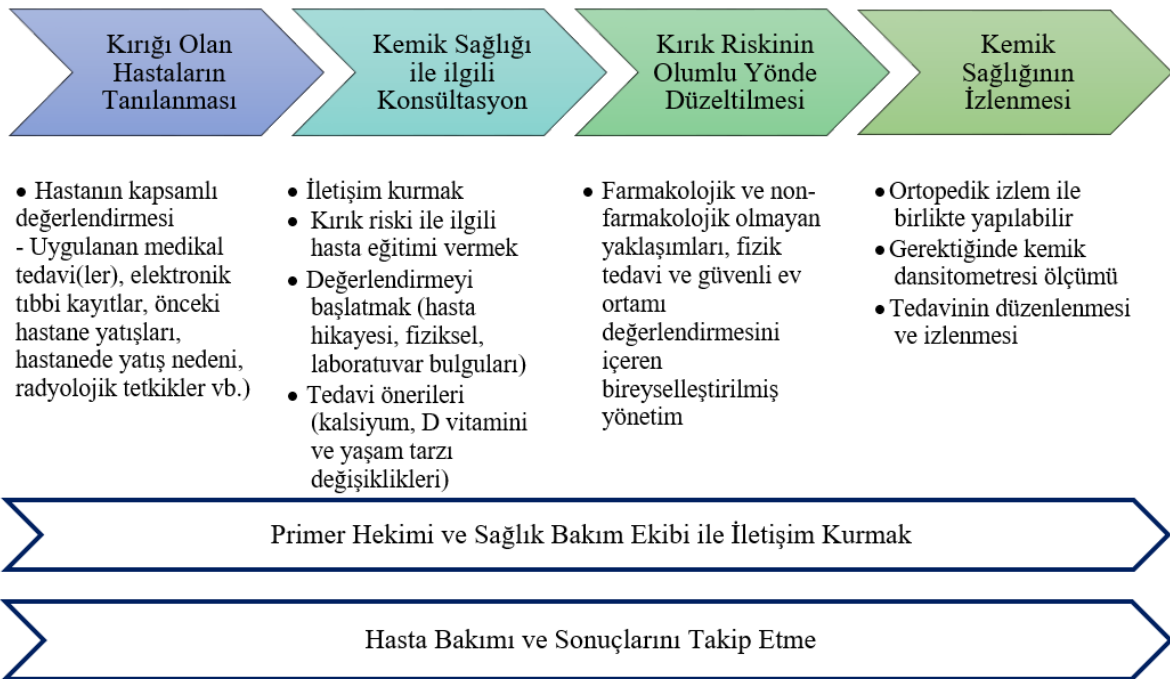 Kırığı Olan
Hastaların
Tanılanması
Kemik Sağlığı
ile ilgili
Konsültasyon
Kırık Riskinin
Olumlu Yönde
Düzeltilmesi
Kemik
Sağlığının
İzlenmesi
• Hastanın kapsamlı
değerlendirmesi
- Uygulanan medikal
tedavi(ler), elektronik
tıbbi kayıtlar, önceki
hastane yatışları,
hastanede yatış nedeni,
radyolojik tetkikler vb.)
• İletişim kurmak
• Kırık riski ile ilgili
hasta eğitimi vermek
• Değerlendirmeyi
başlatmak (hasta
hikayesi, fiziksel,
laboratuvar bulguları)
• Tedavi önerileri
(kalsiyum, D vitamini
ve yaşam tarzı
değişiklikleri)
• Farmakolojik ve non-
farmakolojik olmayan
yaklaşımları, fizik
tedavi ve güvenli ev
ortamı
değerlendirmesini
içeren
bireyselleştirilmiş
yönetim
• Ortopedik izlem ile
birlikte yapılabilir
• Gerektiğinde kemik
dansitometresi ölçümü
• Tedavinin düzenlenmesi
ve izlenmesi
Primer Hekimi ve Sağlık Bakım Ekibi ile İletişim Kurmak
Hasta Bakımı ve Sonuçlarını Takip Etme